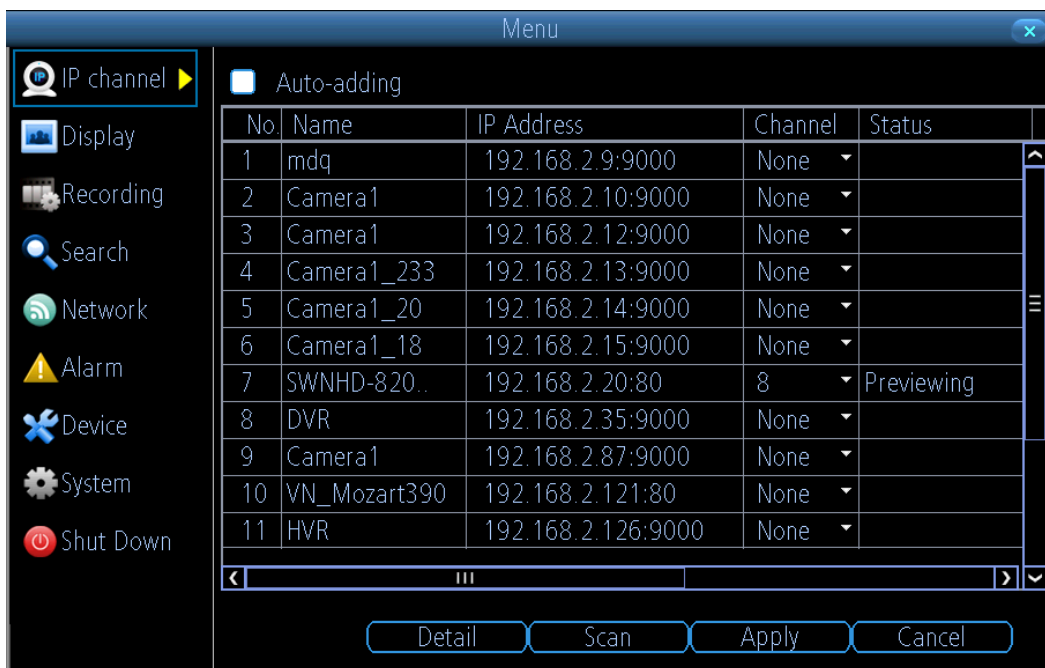 Menu
IP channel
Display
Recording
Search
Network
Alarm
Device
System
Shut Down
Auto-adding
No. Name IP Address Channel Status
1 mdq 192.168.2.9:9000 None
2 Camera1 192.168.2.10:9000 None
3 Camera1 192.168.2.12:9000 None
4 Camera1_233 192.168.2.13:9000 None
5 Camera1_20 192.168.2.14:9000 None
6 Camera1_18 192.168.2.15:9000 None
7 SWNHD-820.. 192.168.2.20:80 8 Previewing
8 DVR 192.168.2.35:9000 None
9 Camera1 192.168.2.87:9000 None
10 VN_Mozart390 192.168.2.121:80 None
11 HVR 192.168.2.126:9000 None
Detail Scan Apply Cancel